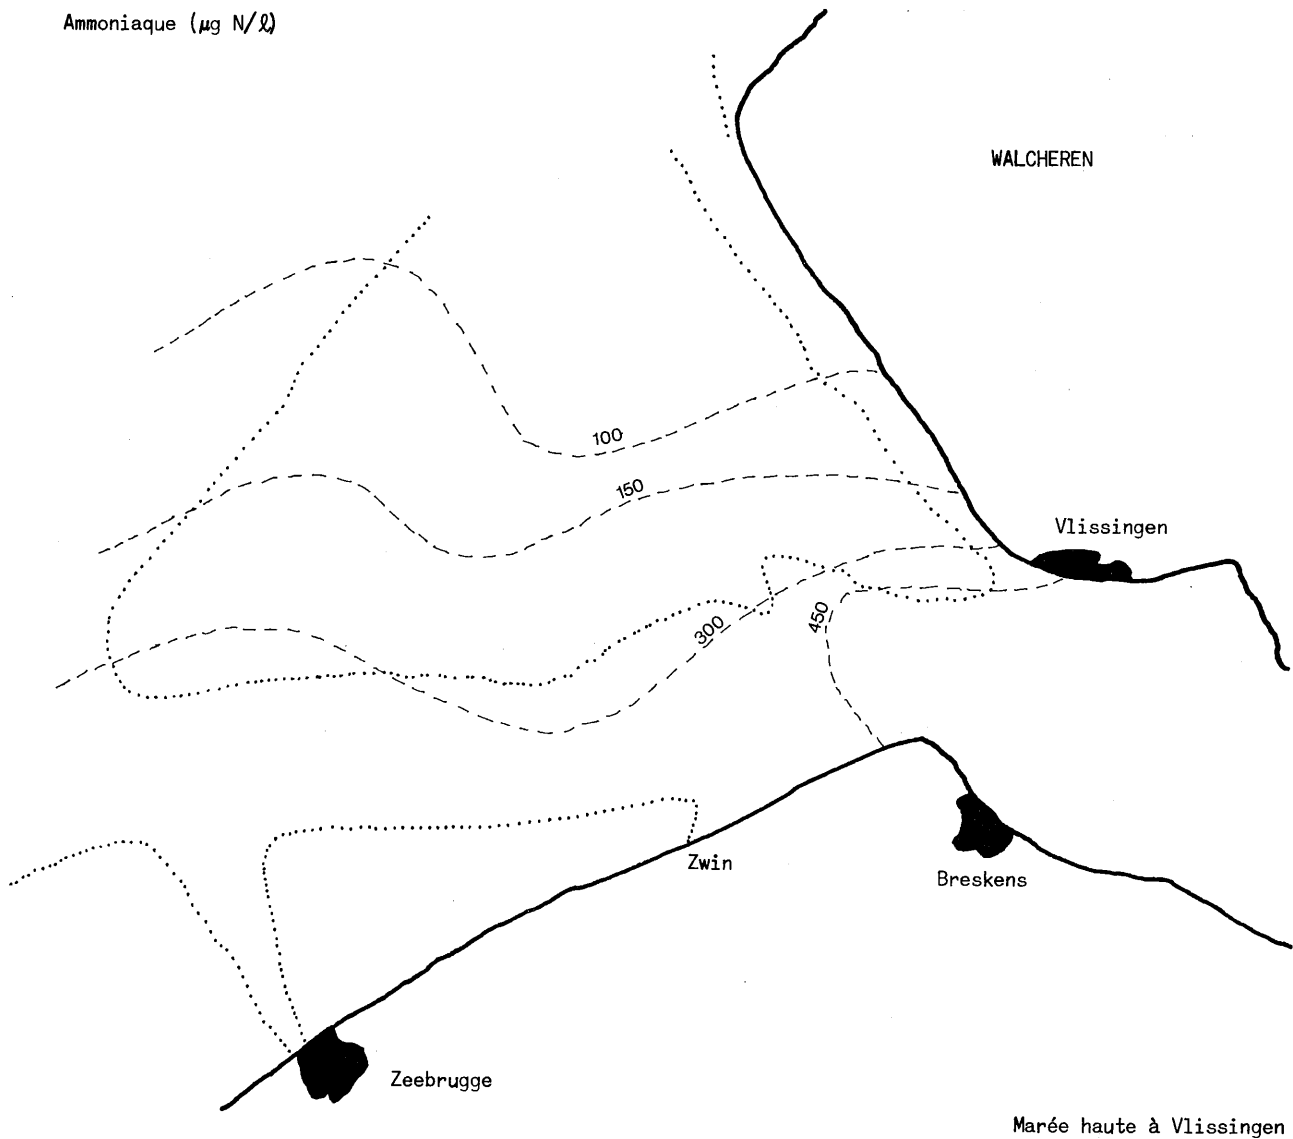 Ammoniaque (μg N/ℓ)
WALCHEREN
100
150
Vlissingen
300
450
Zwin
Breskens
Zeebrugge
Marée haute à Vlissingen